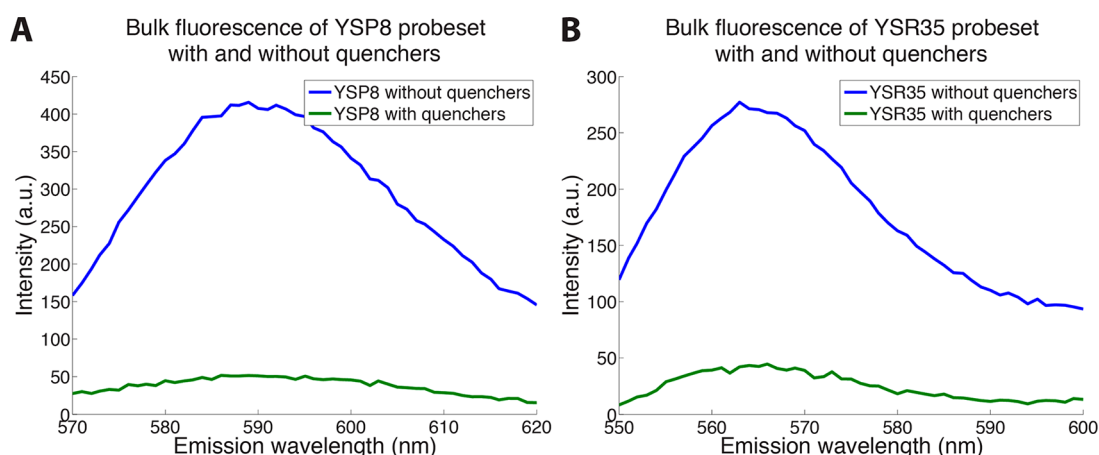 A
Bulk fluorescence of YSP8 probeset
with and without quenchers
450
400
350
300
250
200
150
100
50
0
Intensity (a.u.)
YSP8 without quenchers
YSP8 with quenchers
570 580 590 600 610 620
Emission wavelength (nm)
B
Bulk fluorescence of YSR35 probeset
with and without quenchers
300
250
200
150
100
50
0
Intensity (a.u.)
YSR35 without quenchers
YSR35 with quenchers
550 560 570 580 590 600
Emission wavelength (nm)